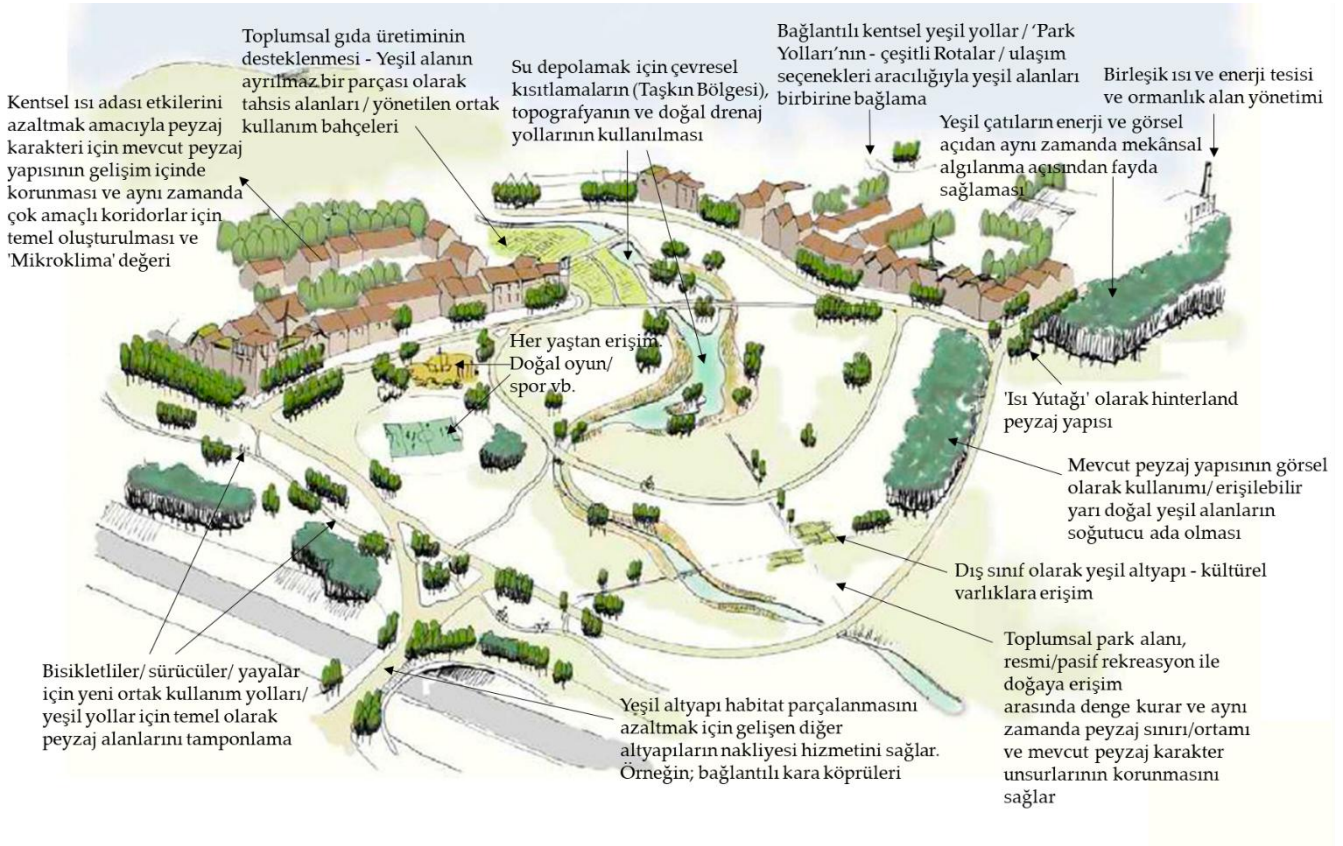 Kentsel ısı adası etkilerini
azaltmak amacıyla peyzaj
karakteri için mevcut peyzaj
yapısının gelişim içinde
korunması ve aynı zamanda
çok amaçlı koridorlar için
temel oluşturulması ve
'Mikroklima' değeri
Toplumsal gıda üretiminin
desteklenmesi - Yeşil alanın
ayrılmaz bir parçası olarak
tahsis alanları / yönetilen ortak
kullanım bahçeleri
Su depolamak için çevresel
kısıtlamaların (Taşkın Bölgesi),
topografyanın ve doğal drenaj
yollarının kullanılması
Bağlantılı kentsel yeşil yollar / 'Park
Yolları'nın - çeşitli Rotalar / ulaşım
seçenekleri aracılığıyla yeşil alanları
birbirine bağlama
Birleşik ısı ve enerji tesisi
ve ormanlık alan yönetimi
Yeşil çatıların enerji ve görsel
açıdan aynı zamanda mekânsal
algılanma açısından fayda
sağlaması
Her yaştan erişim.
Doğal oyun/
spor vb.
'Isı Yutağı' olarak hinterland
peyzaj yapısı
Mevcut peyzaj yapısının görsel
olarak kullanımı/ erişilebilir
yarı doğal yeşil alanların
soğutucu ada olması
Dış sınıf olarak yeşil altyapı - kültürel
varlıklara erişim
Toplumsal park alanı,
resmi/pasif rekreasyon ile
doğaya erişim
arasında denge kurar ve aynı
zamanda peyzaj sınırı/ortamı
ve mevcut peyzaj karakter
unsurlarının korunmasını
sağlar
Bisikletliler/ sürücüler/ yayalar
için yeni ortak kullanım yolları/
yeşil yollar için temel olarak
peyzaj alanlarını tamponlama
Yeşil altyapı habitat parçalanmasını
azaltmak için gelişen diğer
altyapıların nakliyesi hizmetini sağlar.
Örneğin; bağlantılı kara köprüleri